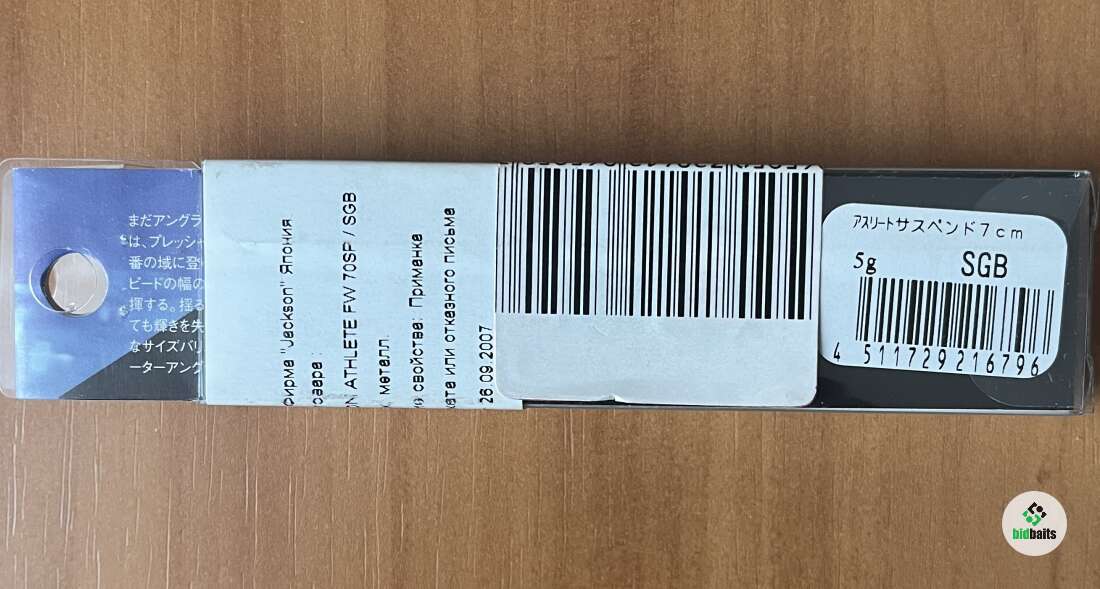 まだアングラ
は、プレッシャ
番の域に登
ビードの幅の
揮する。揺る
ても輝きを失
なサイズバリ
ーターアング
фирма "Jackson" Япония
оваре:
ON ATHLETE FW 70SP / SGB
металл
свойства: Приманка
кате или отказного письма
26.09.2007
アスリートサスペンド7cm
5g SGB
4 511729 216796
bidbaits